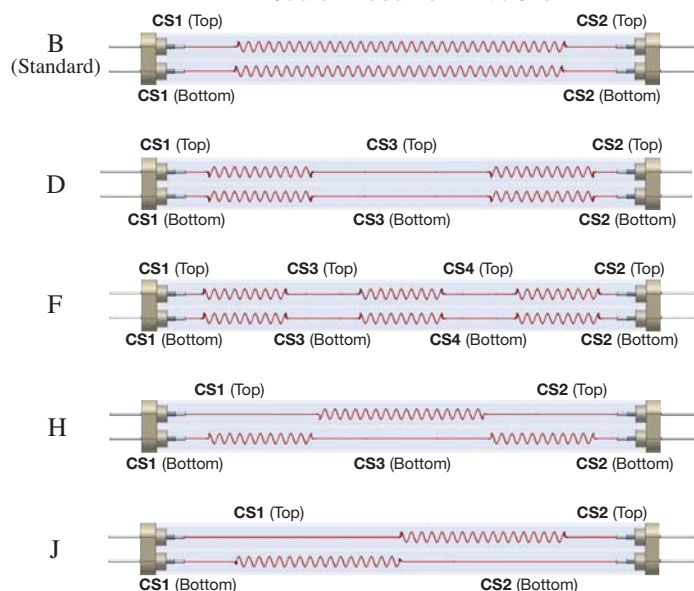 CS1 (Top) CS2 (Top)
B
(Standard)
CS1 (Bottom) CS2 (Bottom)
CS1 (Top) CS3 (Top) CS2 (Top)
D
CS1 (Bottom) CS3 (Bottom) CS2 (Bottom)
CS1 (Top) CS3 (Top) CS4 (Top) CS2 (Top)
F
CS1 (Bottom) CS3 (Bottom) CS4 (Bottom) CS2 (Bottom)
CS1 (Top) CS2 (Top)
H
CS1 (Bottom) CS3 (Bottom) CS2 (Bottom)
CS1 (Top) CS2 (Top)
J
CS1 (Bottom) CS2 (Bottom)